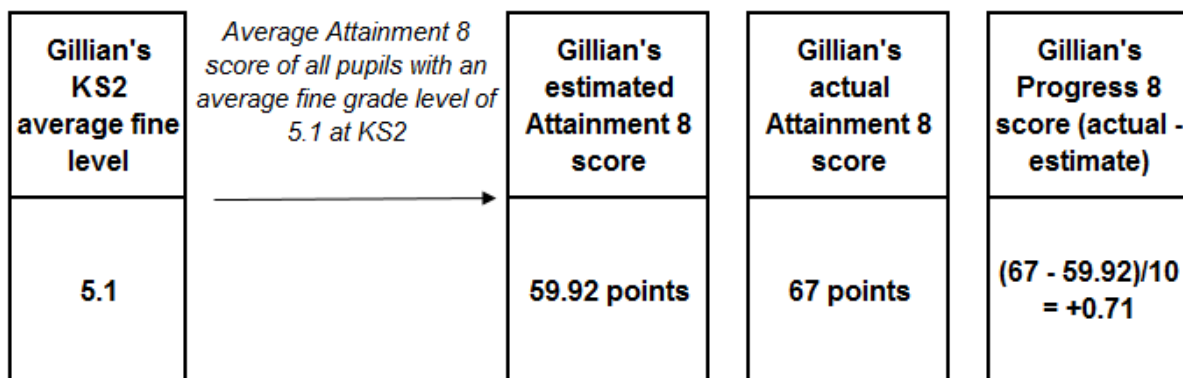 Gillian's
KS2
average fine
level
Average Attainment 8
score of all pupils with an
average fine grade level of
5.1 at KS2
Gillian's
estimated
Attainment 8
score
Gillian's
actual
Attainment 8
score
Gillian's
Progress 8
score (actual -
estimate)
5.1
59.92 points
67 points
(67 - 59.92)/10
= +0.71